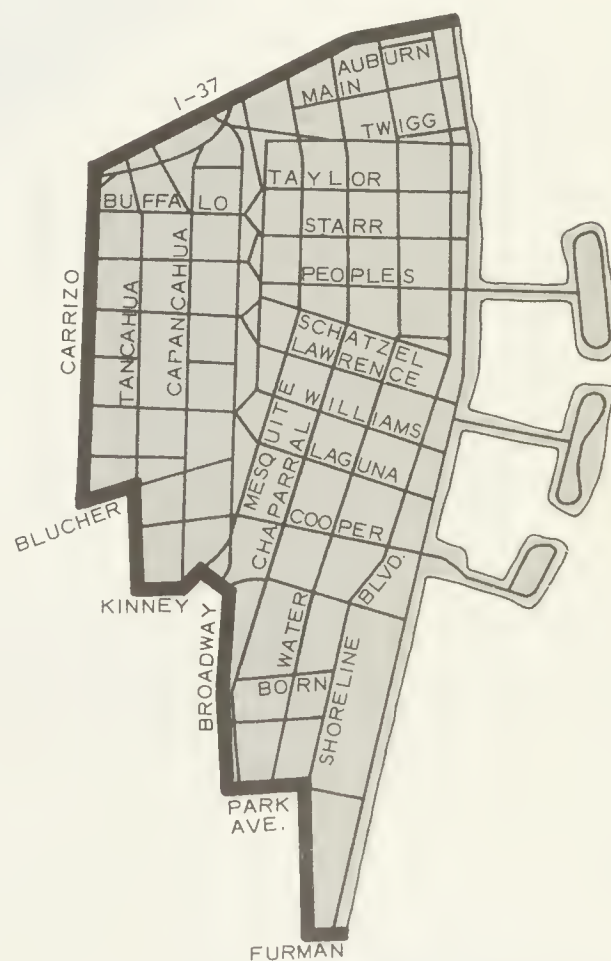 I-37
AUBURN
MAIN
TWIGG
TAYLOR
BUFFALO
STARR
PEOPLES
CARRIZO
TANCAHUA
CAPANCAHUA
SCHATZEL
LAWRENCE
WILLIAMS
MESQUITE
CHAPARRAL
LAGUNA
COOPER
BLUCHER
BLVD.
KINNEY
BROADWAY
WATER
BORN
SHORELINE
PARK
AVE.
FURMAN